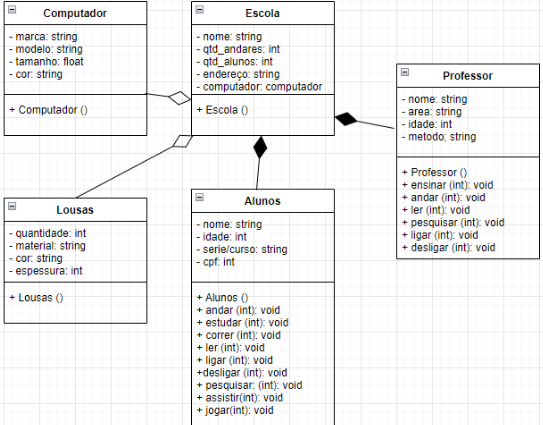 Computador
- marca: string
- modelo: string
- tamanho: float
- cor: string
+ Computador ()
Escola
- nome: string
- qtd_andares: int
- qtd_alunos: int
- endereço: string
- computador: computador
+ Escola ()
Professor
- nome: string
- area: string
- idade: int
- metodo; string
+ Professor ()
+ ensinar (int): void
+ andar (int): void
+ ler (int): void
+ pesquisar (int): void
+ ligar (int): void
+ desligar (int): void
Lousas
- quantidade: int
- material: string
- cor: string
- espessura: int
+ Lousas ()
Alunos
- nome: string
- idade: int
- serie/curso: string
- cpf: int
+ Alunos ()
+ andar (int): void
+ estudar (int): void
+ correr (int): void
+ ler (int): void
+ ligar (int): void
+desligar (int): void
+ pesquisar: (int): void
+ assistir(int): void
+ jogar(int): void